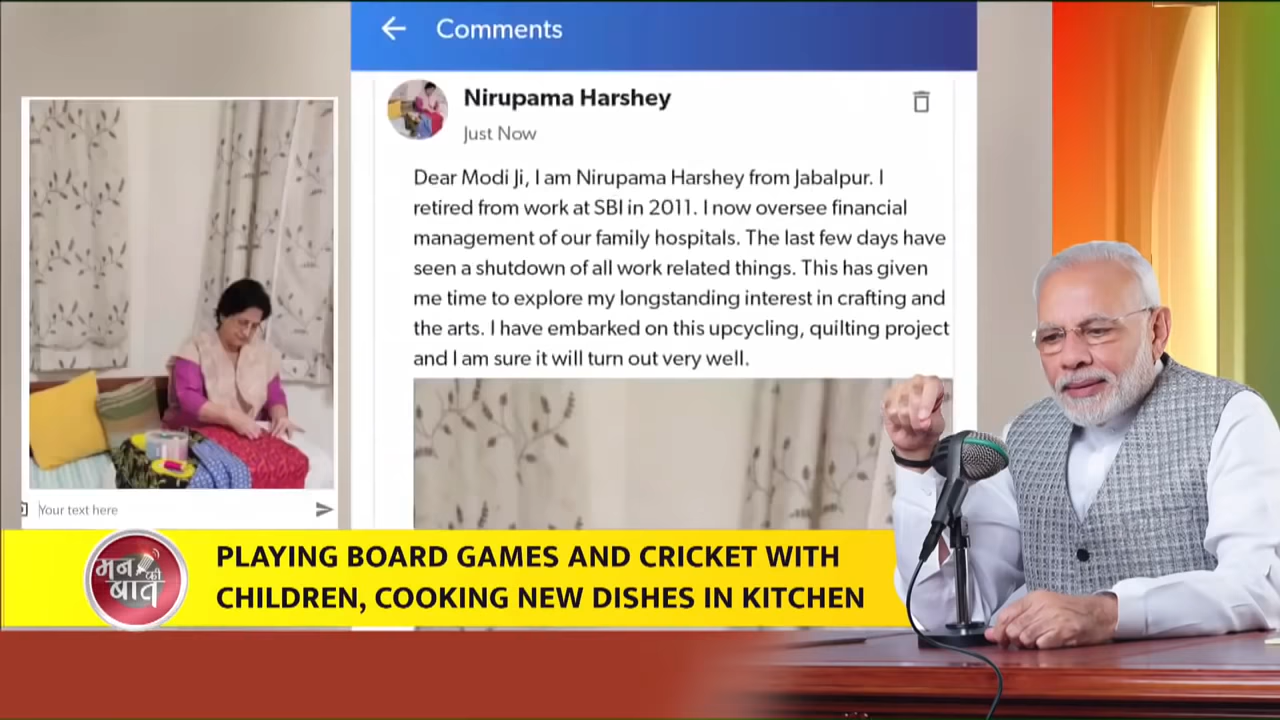 Comments
Nirupama Harshey
Just Now
Dear Modi Ji, I am Nirupama Harshey from Jabalpur. I
retired from work at SBI in 2011. I now oversee financial
management of our family hospitals. The last few days have
seen a shutdown of all work related things. This has given
me time to explore my longstanding interest in crafting and
the arts. I have embarked on this upcycling, quilting project
and I am sure it will turn out very well.
Your text here
मन
की
बात
PLAYING BOARD GAMES AND CRICKET WITH
CHILDREN, COOKING NEW DISHES IN KITCHEN